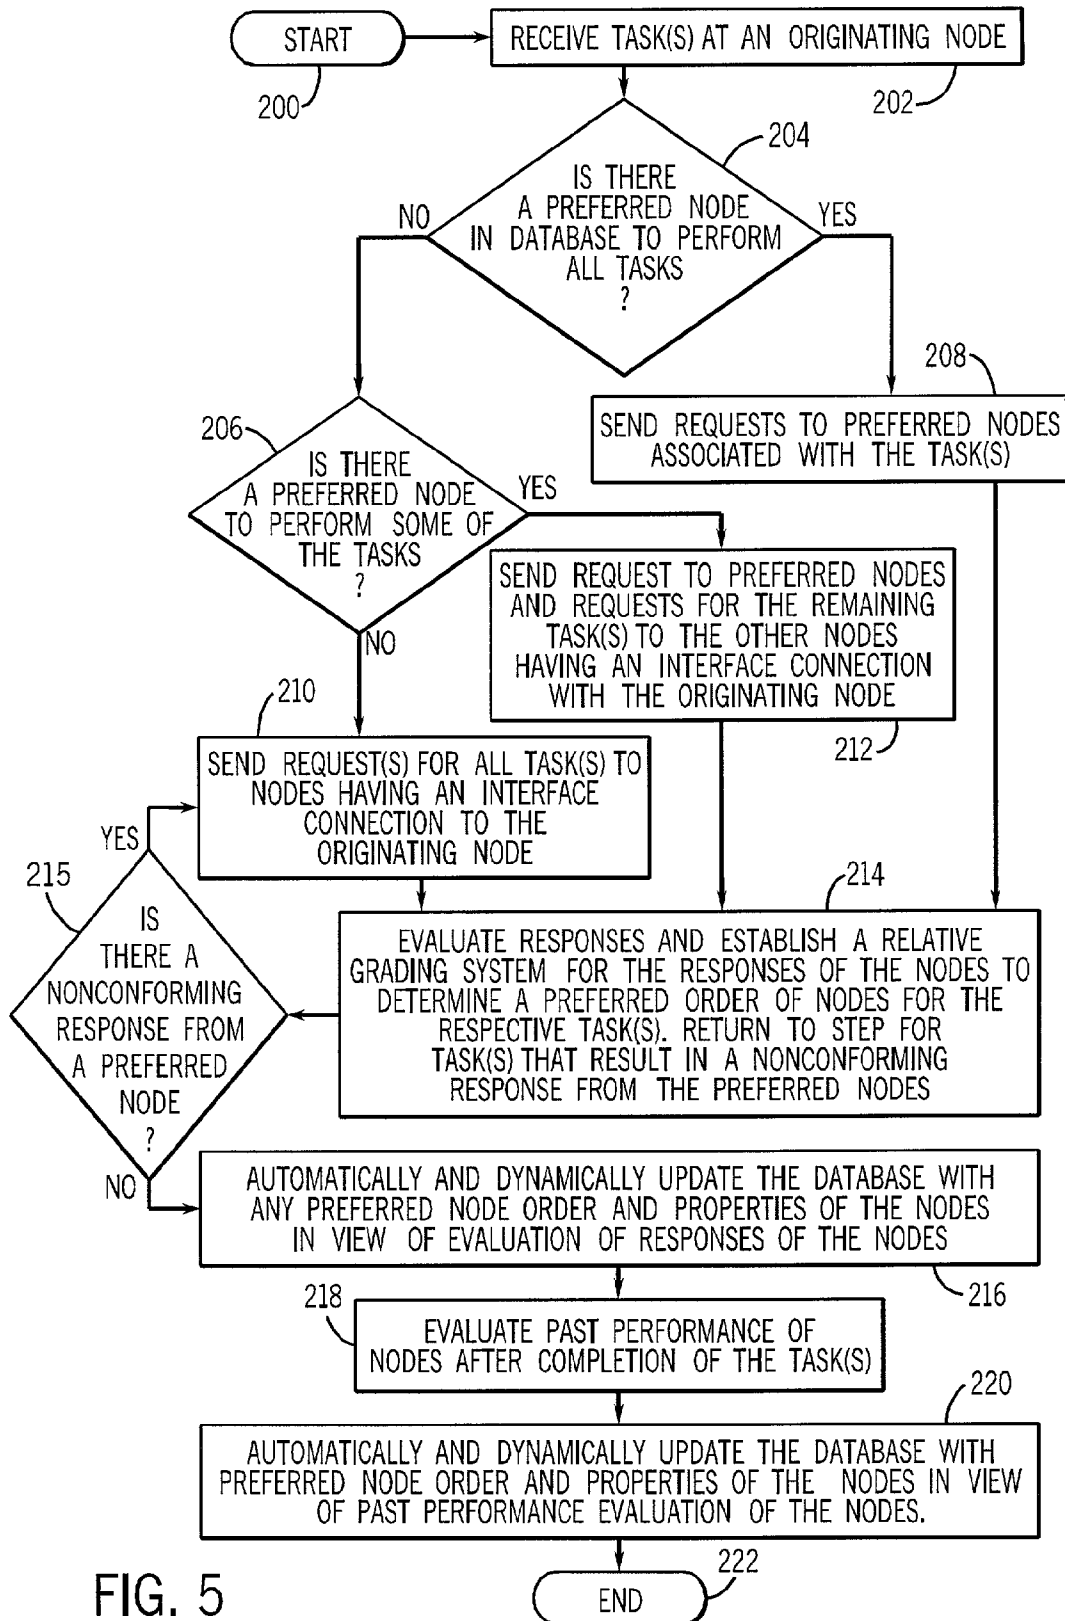 START
RECEIVE TASK(S) AT AN ORIGINATING NODE
200
202
204
IS THERE
A PREFERRED NODE
IN DATABASE TO PERFORM
ALL TASKS
?
NO
YES
208
SEND REQUESTS TO PREFERRED NODES
ASSOCIATED WITH THE TASK(S)
206
IS THERE
A PREFERRED NODE
TO PERFORM SOME OF
THE TASKS
?
YES
NO
SEND REQUEST TO PREFERRED NODES
AND REQUESTS FOR THE REMAINING
TASK(S) TO THE OTHER NODES
HAVING AN INTERFACE CONNECTION
WITH THE ORIGINATING NODE
212
210
SEND REQUEST(S) FOR ALL TASK(S) TO
NODES HAVING AN INTERFACE
CONNECTION TO THE
ORIGINATING NODE
YES
215
IS
THERE A
NONCONFORMING
RESPONSE FROM
A PREFERRED
NODE
?
NO
214
EVALUATE RESPONSES AND ESTABLISH A RELATIVE
GRADING SYSTEM FOR THE RESPONSES OF THE NODES TO
DETERMINE A PREFERRED ORDER OF NODES FOR THE
RESPECTIVE TASK(S). RETURN TO STEP FOR
TASK(S) THAT RESULT IN A NONCONFORMING
RESPONSE FROM THE PREFERRED NODES
AUTOMATICALLY AND DYNAMICALLY UPDATE THE DATABASE WITH
ANY PREFERRED NODE ORDER AND PROPERTIES OF THE NODES
IN VIEW OF EVALUATION OF RESPONSES OF THE NODES
216
218
EVALUATE PAST PERFORMANCE OF
NODES AFTER COMPLETION OF THE TASK(S)
220
AUTOMATICALLY AND DYNAMICALLY UPDATE THE DATABASE WITH
PREFERRED NODE ORDER AND PROPERTIES OF THE NODES IN VIEW
OF PAST PERFORMANCE EVALUATION OF THE NODES.
END
222
FIG. 5